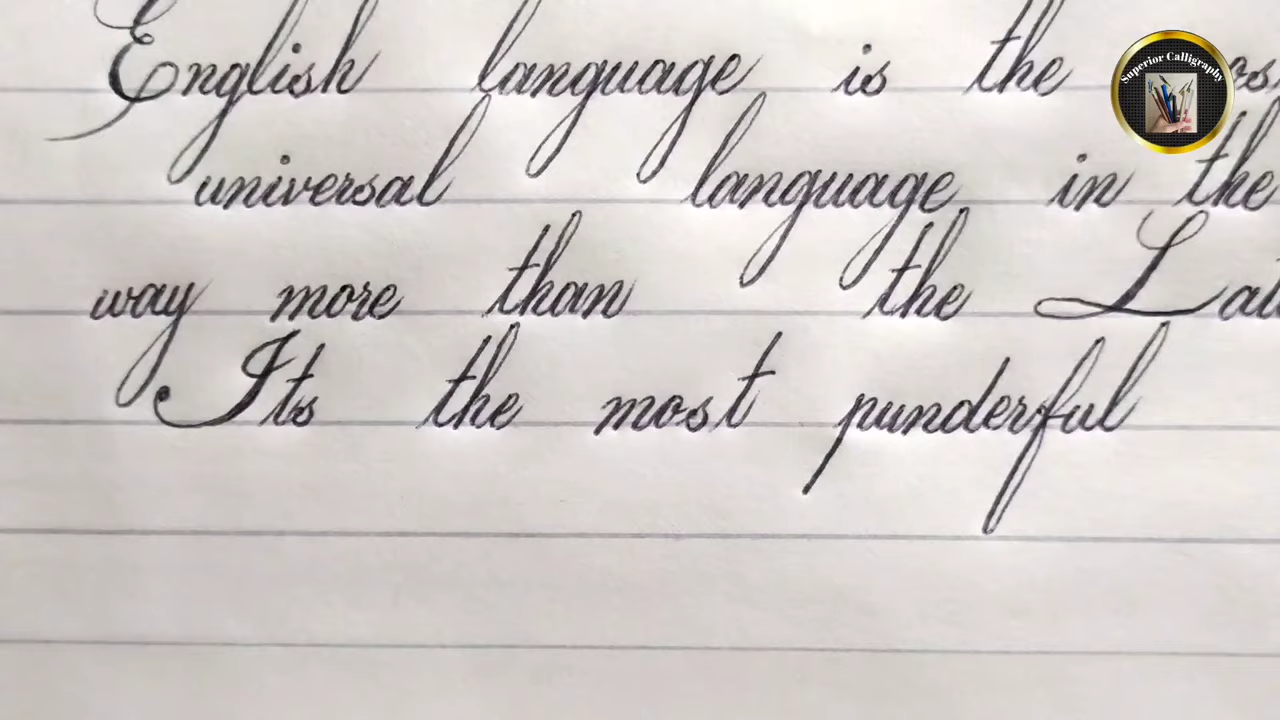 English language is the
universal language in the
way more than the
Its the most punderful
Superior Calligraphy